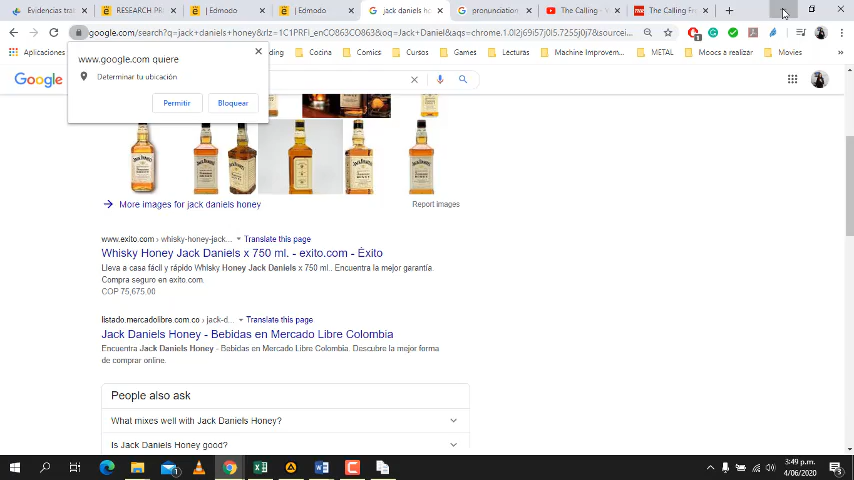 Evidencias tra
RESEARCH PR
| Edmodo
| Edmodo
jack daniels ho
pronunciation
The Calling - 
The Calling Fro
google.com/search?q=jack+daniels+honey&rlz=1C1PRFI_enCO863CO863&oq=Jack+Daniel&aqs=chrome.1.0l2j69i57j0l5.7255j0j7&sourcei...
Aplicaciones
ding
Cocina
Comics
Cursos
Games
Lecturas
Machine Improvem...
METAL
Moocs a realizar
Movies
www.google.com quiere
Determinar tu ubicación
Permitir
Bloquear
Google
More images for jack daniels honey
Report images
www.exito.com › whisky-honey-jack... Translate this page
Whisky Honey Jack Daniels x 750 ml. - exito.com - Éxito
Lleva a casa fácil y rápido Whisky Honey Jack Daniels x 750 ml.. Encuentra la mejor garantía.
Compra seguro en exito.com.
COP 75,675.00
listado.mercadolibre.com.co › jack-d... Translate this page
Jack Daniels Honey - Bebidas en Mercado Libre Colombia
Encuentra Jack Daniels Honey - Bebidas en Mercado Libre Colombia. Descubre la mejor forma
de comprar online.
People also ask
What mixes well with Jack Daniels Honey?
Is Jack Daniels Honey good?
3:49 p.m.
4/06/2020